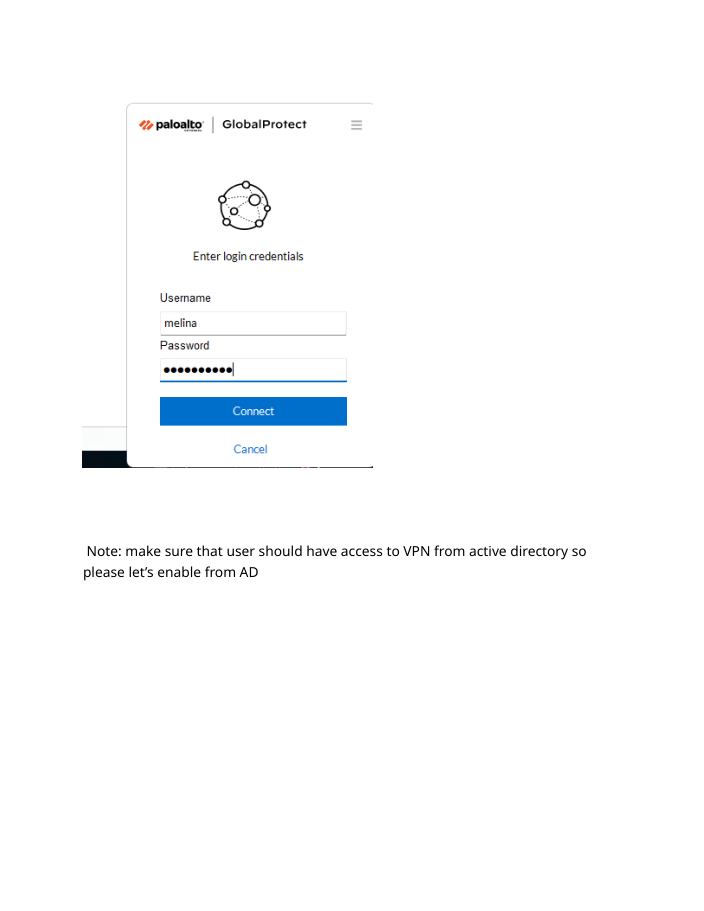 paloalto | GlobalProtect
Enter login credentials
Username
melina
Password
●●●●●●●●●●
Connect
Cancel
Note: make sure that user should have access to VPN from active directory so
please let’s enable from AD